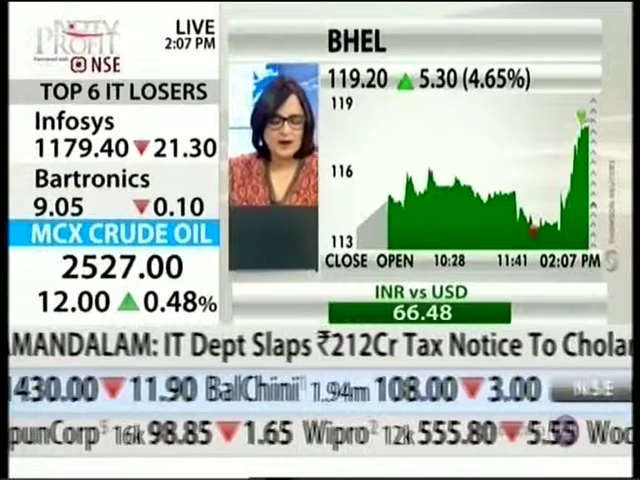 NDTV
PROFIT
NSE
LIVE
2:07 PM
TOP 6 IT LOSERS
Infosys
1179.40 ▼ 21.30
Bartronics
9.05 ▼ 0.10
MCX CRUDE OIL
2527.00
12.00 ▲ 0.48%
BHEL
119.20 ▲ 5.30 (4.65%)
119
116
113
CLOSE OPEN 10:28 11:41 02:07 PM
INR vs USD
66.48
AMANDALAM: IT Dept Slaps ₹212Cr Tax Notice To Chola
1430.00 ▼ 11.90 BalChini 1.94m 108.00 ▼ 3.00 NSE
punCorp 16k 98.85 ▼ 1.65 Wipro 12k 555.80 ▼ 5.55 Woc